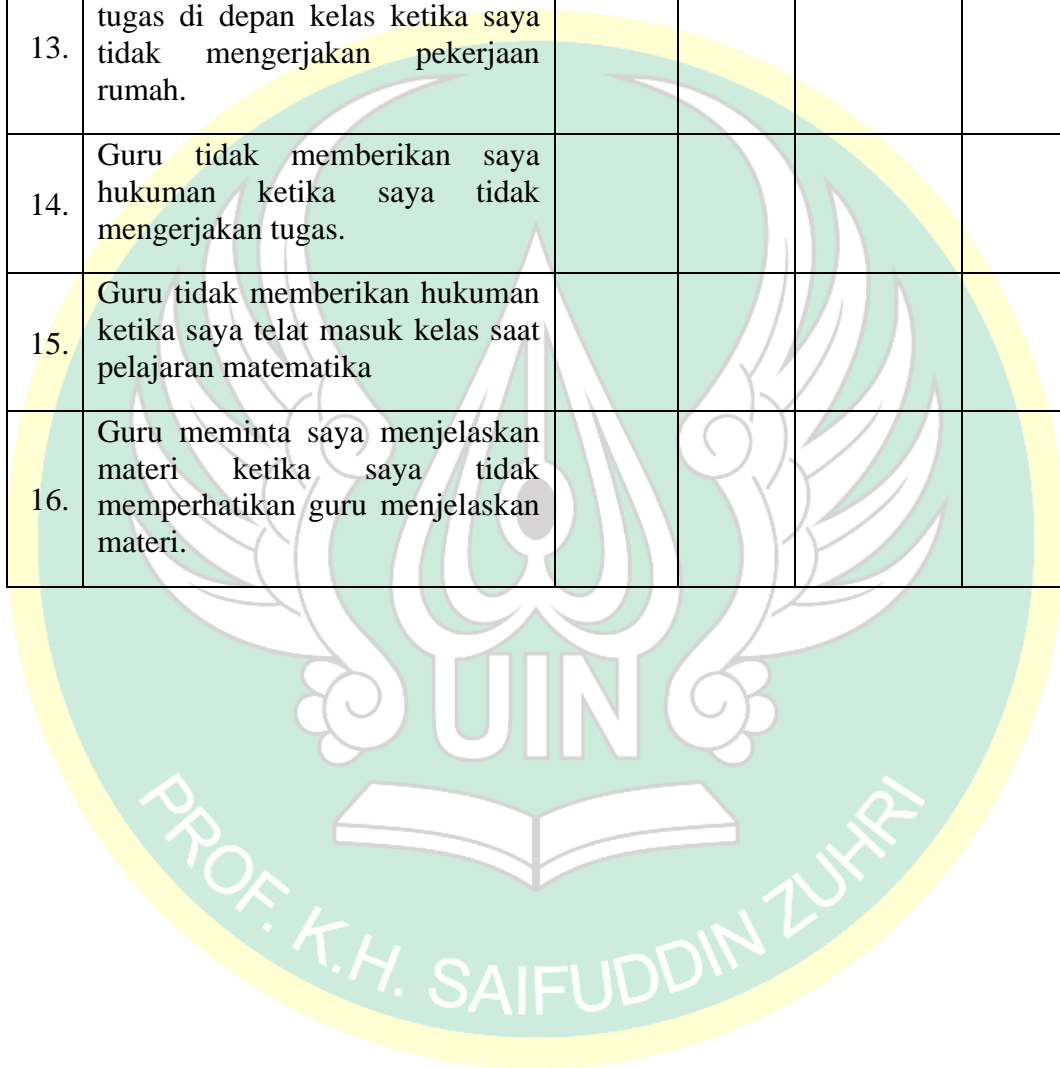 tugas di depan kelas ketika saya
13. tidak mengerjakan pekerjaan
rumah.
Guru tidak memberikan saya
14. hukuman ketika saya tidak
mengerjakan tugas.
Guru tidak memberikan hukuman
15. ketika saya telat masuk kelas saat
pelajaran matematika
Guru meminta saya menjelaskan
materi ketika saya tidak
16. memperhatikan guru menjelaskan
materi.
UIN
PROF. K.H. SAIFUDDIN ZUHRI